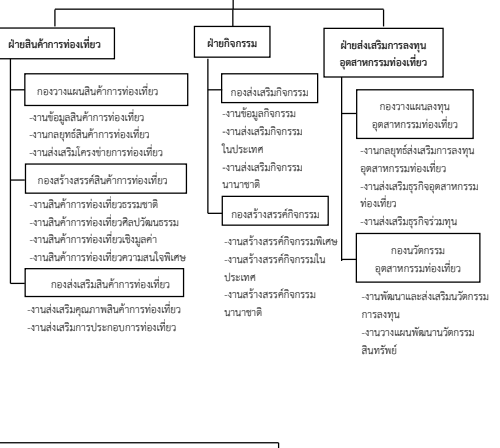 ฝ่ายสินค้าการท่องเที่ยว
กองวางแผนสินค้าการท่องเที่ยว
-งานข้อมูลสินค้าการท่องเที่ยว
-งานกลยุทธ์สินค้าการท่องเที่ยว
-งานส่งเสริมโครงข่ายการท่องเที่ยว
กองสร้างสรรค์สินค้าการท่องเที่ยว
-งานสินค้าการท่องเที่ยวธรรมชาติ
-งานสินค้าการท่องเที่ยวศิลปวัฒนธรรม
-งานสินค้าการท่องเที่ยวเชิงมูลค่า
-งานสินค้าการท่องเที่ยวความสนใจพิเศษ
กองส่งเสริมสินค้าการท่องเที่ยว
-งานส่งเสริมคุณภาพสินค้าการท่องเที่ยว
-งานส่งเสริมการประกอบการท่องเที่ยว
ฝ่ายกิจกรรม
กองส่งเสริมกิจกรรม
-งานข้อมูลกิจกรรม
-งานส่งเสริมกิจกรรม
ในประเทศ
-งานส่งเสริมกิจกรรม
นานาชาติ
กองสร้างสรรค์กิจกรรม
-งานสร้างสรรค์กิจกรรมพิเศษ
-งานสร้างสรรค์กิจกรรมใน
ประเทศ
-งานสร้างสรรค์กิจกรรม
นานาชาติ
ฝ่ายส่งเสริมการลงทุน
อุตสาหกรรมท่องเที่ยว
กองวางแผนลงทุน
อุตสาหกรรมท่องเที่ยว
-งานกลยุทธ์ส่งเสริมการลงทุน
อุตสาหกรรมท่องเที่ยว
-งานส่งเสริมธุรกิจอุตสาหกรรม
ท่องเที่ยว
-งานส่งเสริมธุรกิจร่วมทุน
กองนวัตกรรม
อุตสาหกรรมท่องเที่ยว
-งานพัฒนาและส่งเสริมนวัตกรรม
การลงทุน
-งานวางแผนพัฒนานวัตกรรม
สินทรัพย์